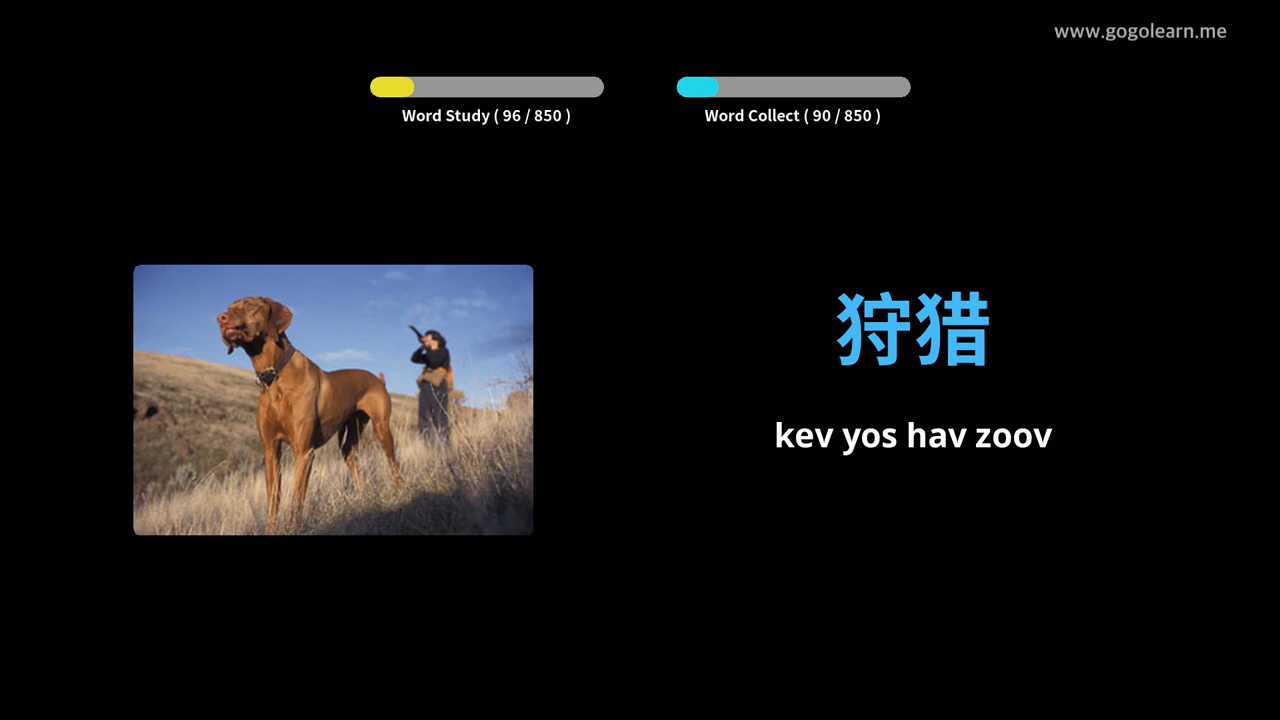 www.gogolearn.me
Word Study ( 96 / 850 )
Word Collect ( 90 / 850 )
狩猎
kev yos hav zoov